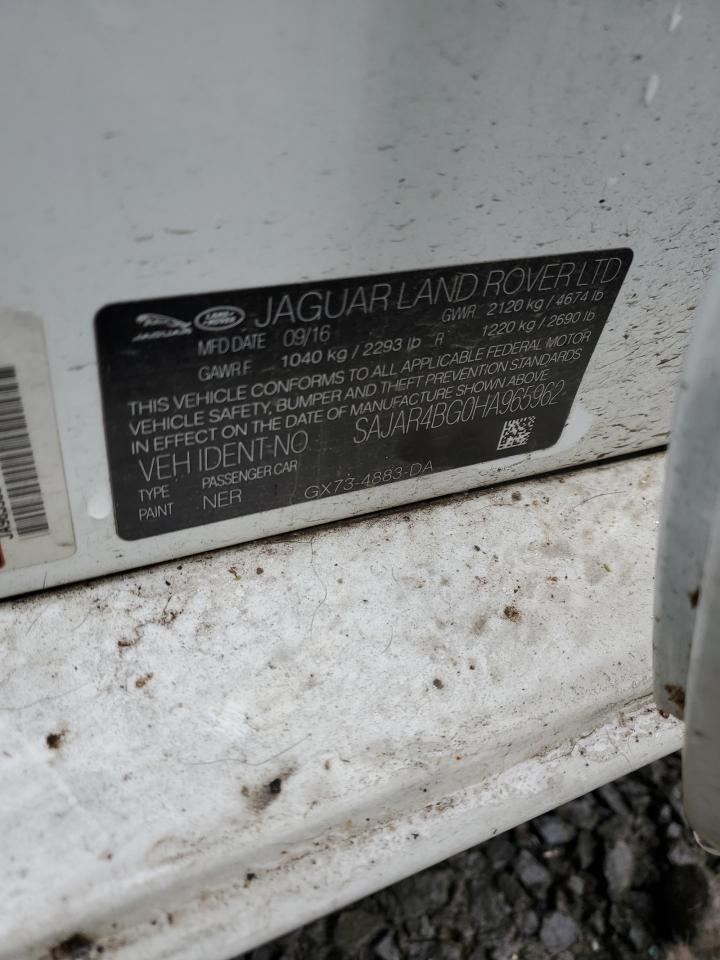 JAGUAR LAND ROVER JAGUAR LAND ROVER LTD
MFD DATE 09/16 GWR 2120 kg / 4674 lb
GAWR F 1040 kg / 2293 lb R 1220 kg / 2690 lb
THIS VEHICLE CONFORMS TO ALL APPLICABLE FEDERAL MOTOR
VEHICLE SAFETY, BUMPER AND THEFT PREVENTION STANDARDS
IN EFFECT ON THE DATE OF MANUFACTURE SHOWN ABOVE
VEH IDENT-NO SAJAR4BG0HA965962
TYPE PASSENGER CAR
PAINT NER GX73-4883-DA